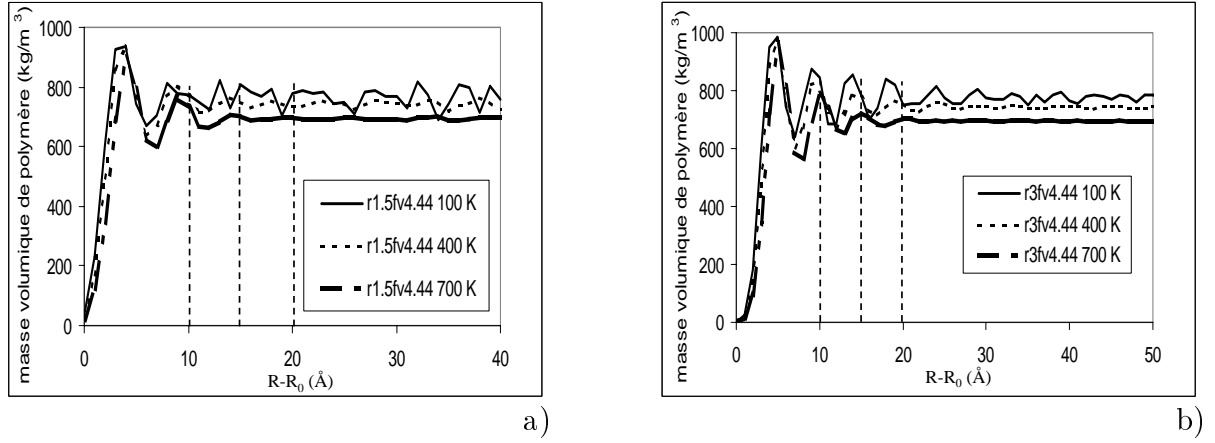 masse volumique de polymère (kg/m ³)
1000
800
600
400
200
0
r1.5fv4.44 100 K
r1.5fv4.44 400 K
r1.5fv4.44 700 K
0 10 20 30 40
R-R₀ (Å)
a)
masse volumique de polymère (kg/m ³)
1000
800
600
400
200
0
r3fv4.44 100 K
r3fv4.44 400 K
r3fv4.44 700 K
0 10 20 30 40 50
R-R₀ (Å)
b)